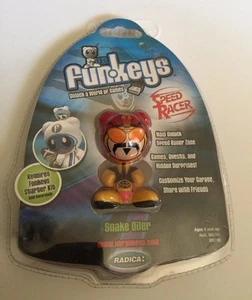 funkeys
Unlock a World of Games
SPEED
RACER
Must Unlock
Speed Racer Zone
Games, Quests, and
Hidden Surprises!
Customize Your Garage,
Share With Friends
Requires
Funkeys
Starter Kit
Snake Oiler
RADICA: